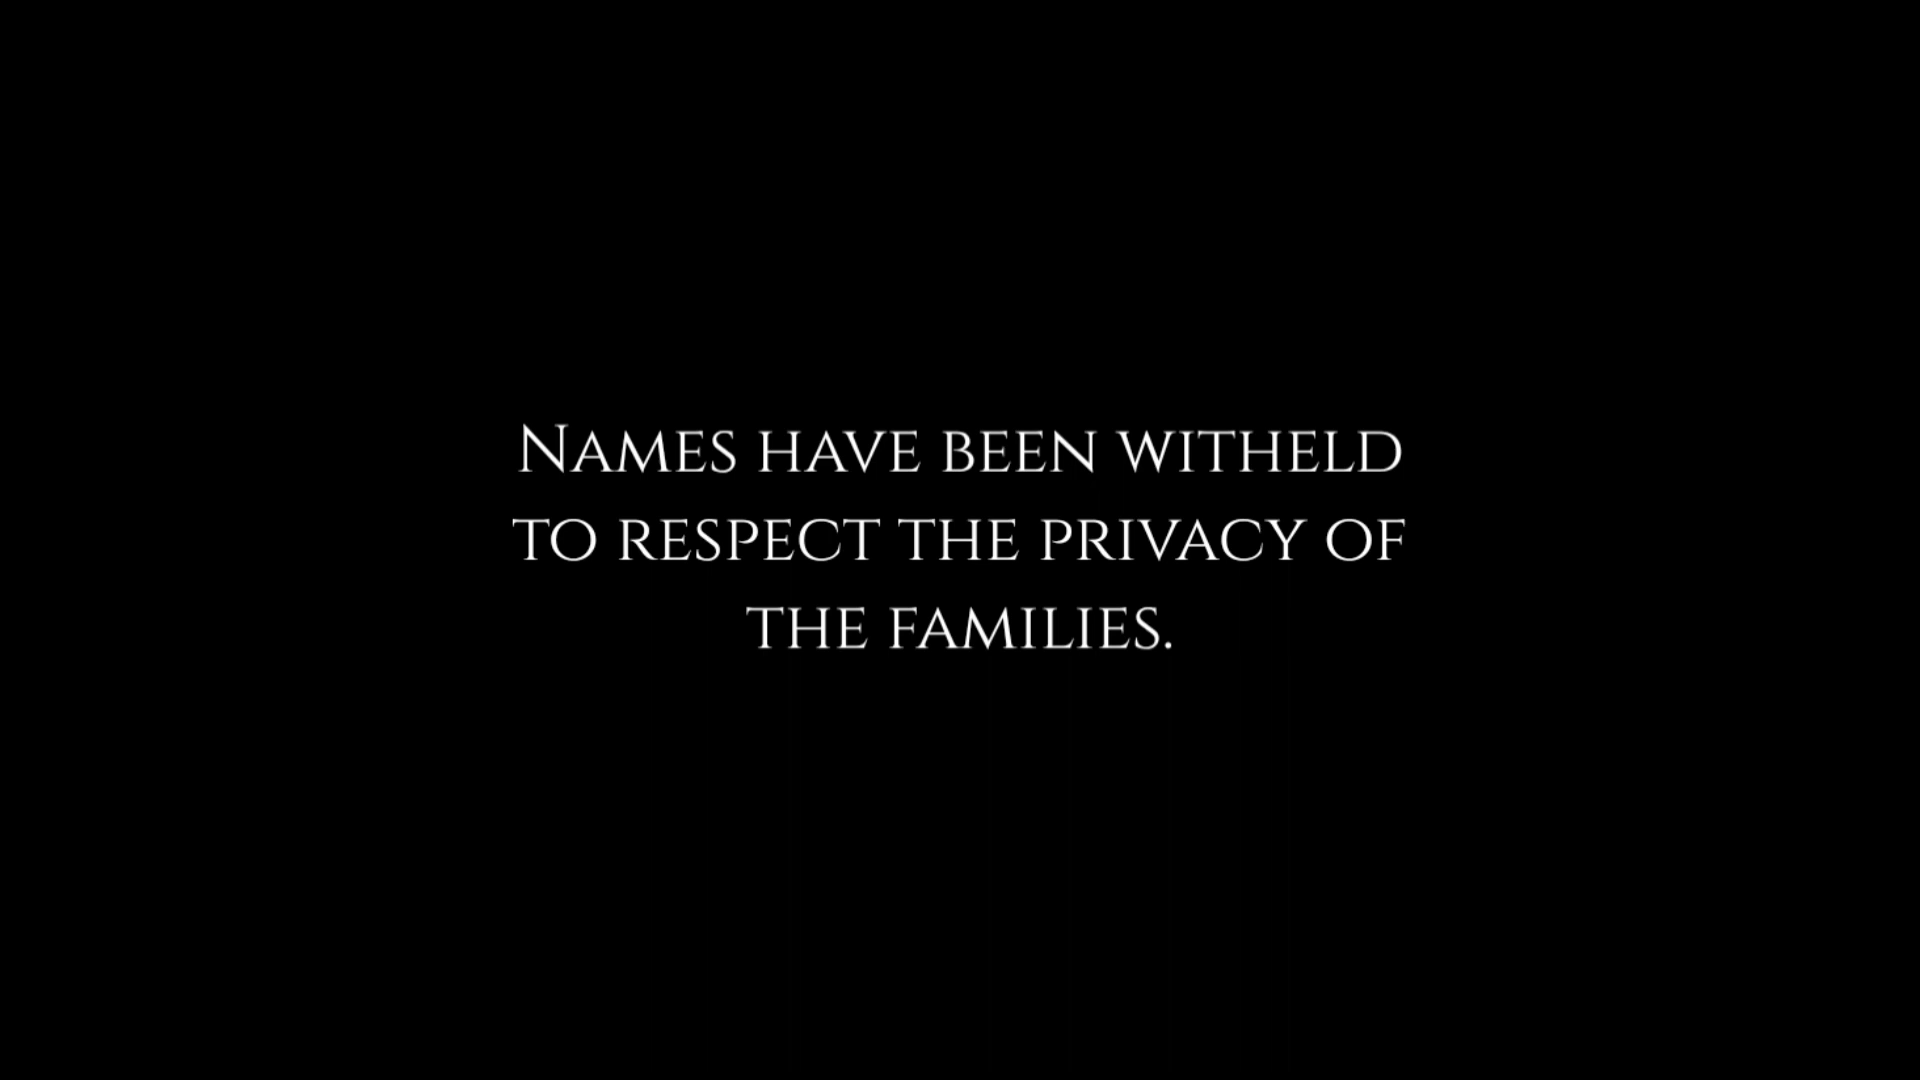 Names have been witheld
to respect the privacy of
the families.